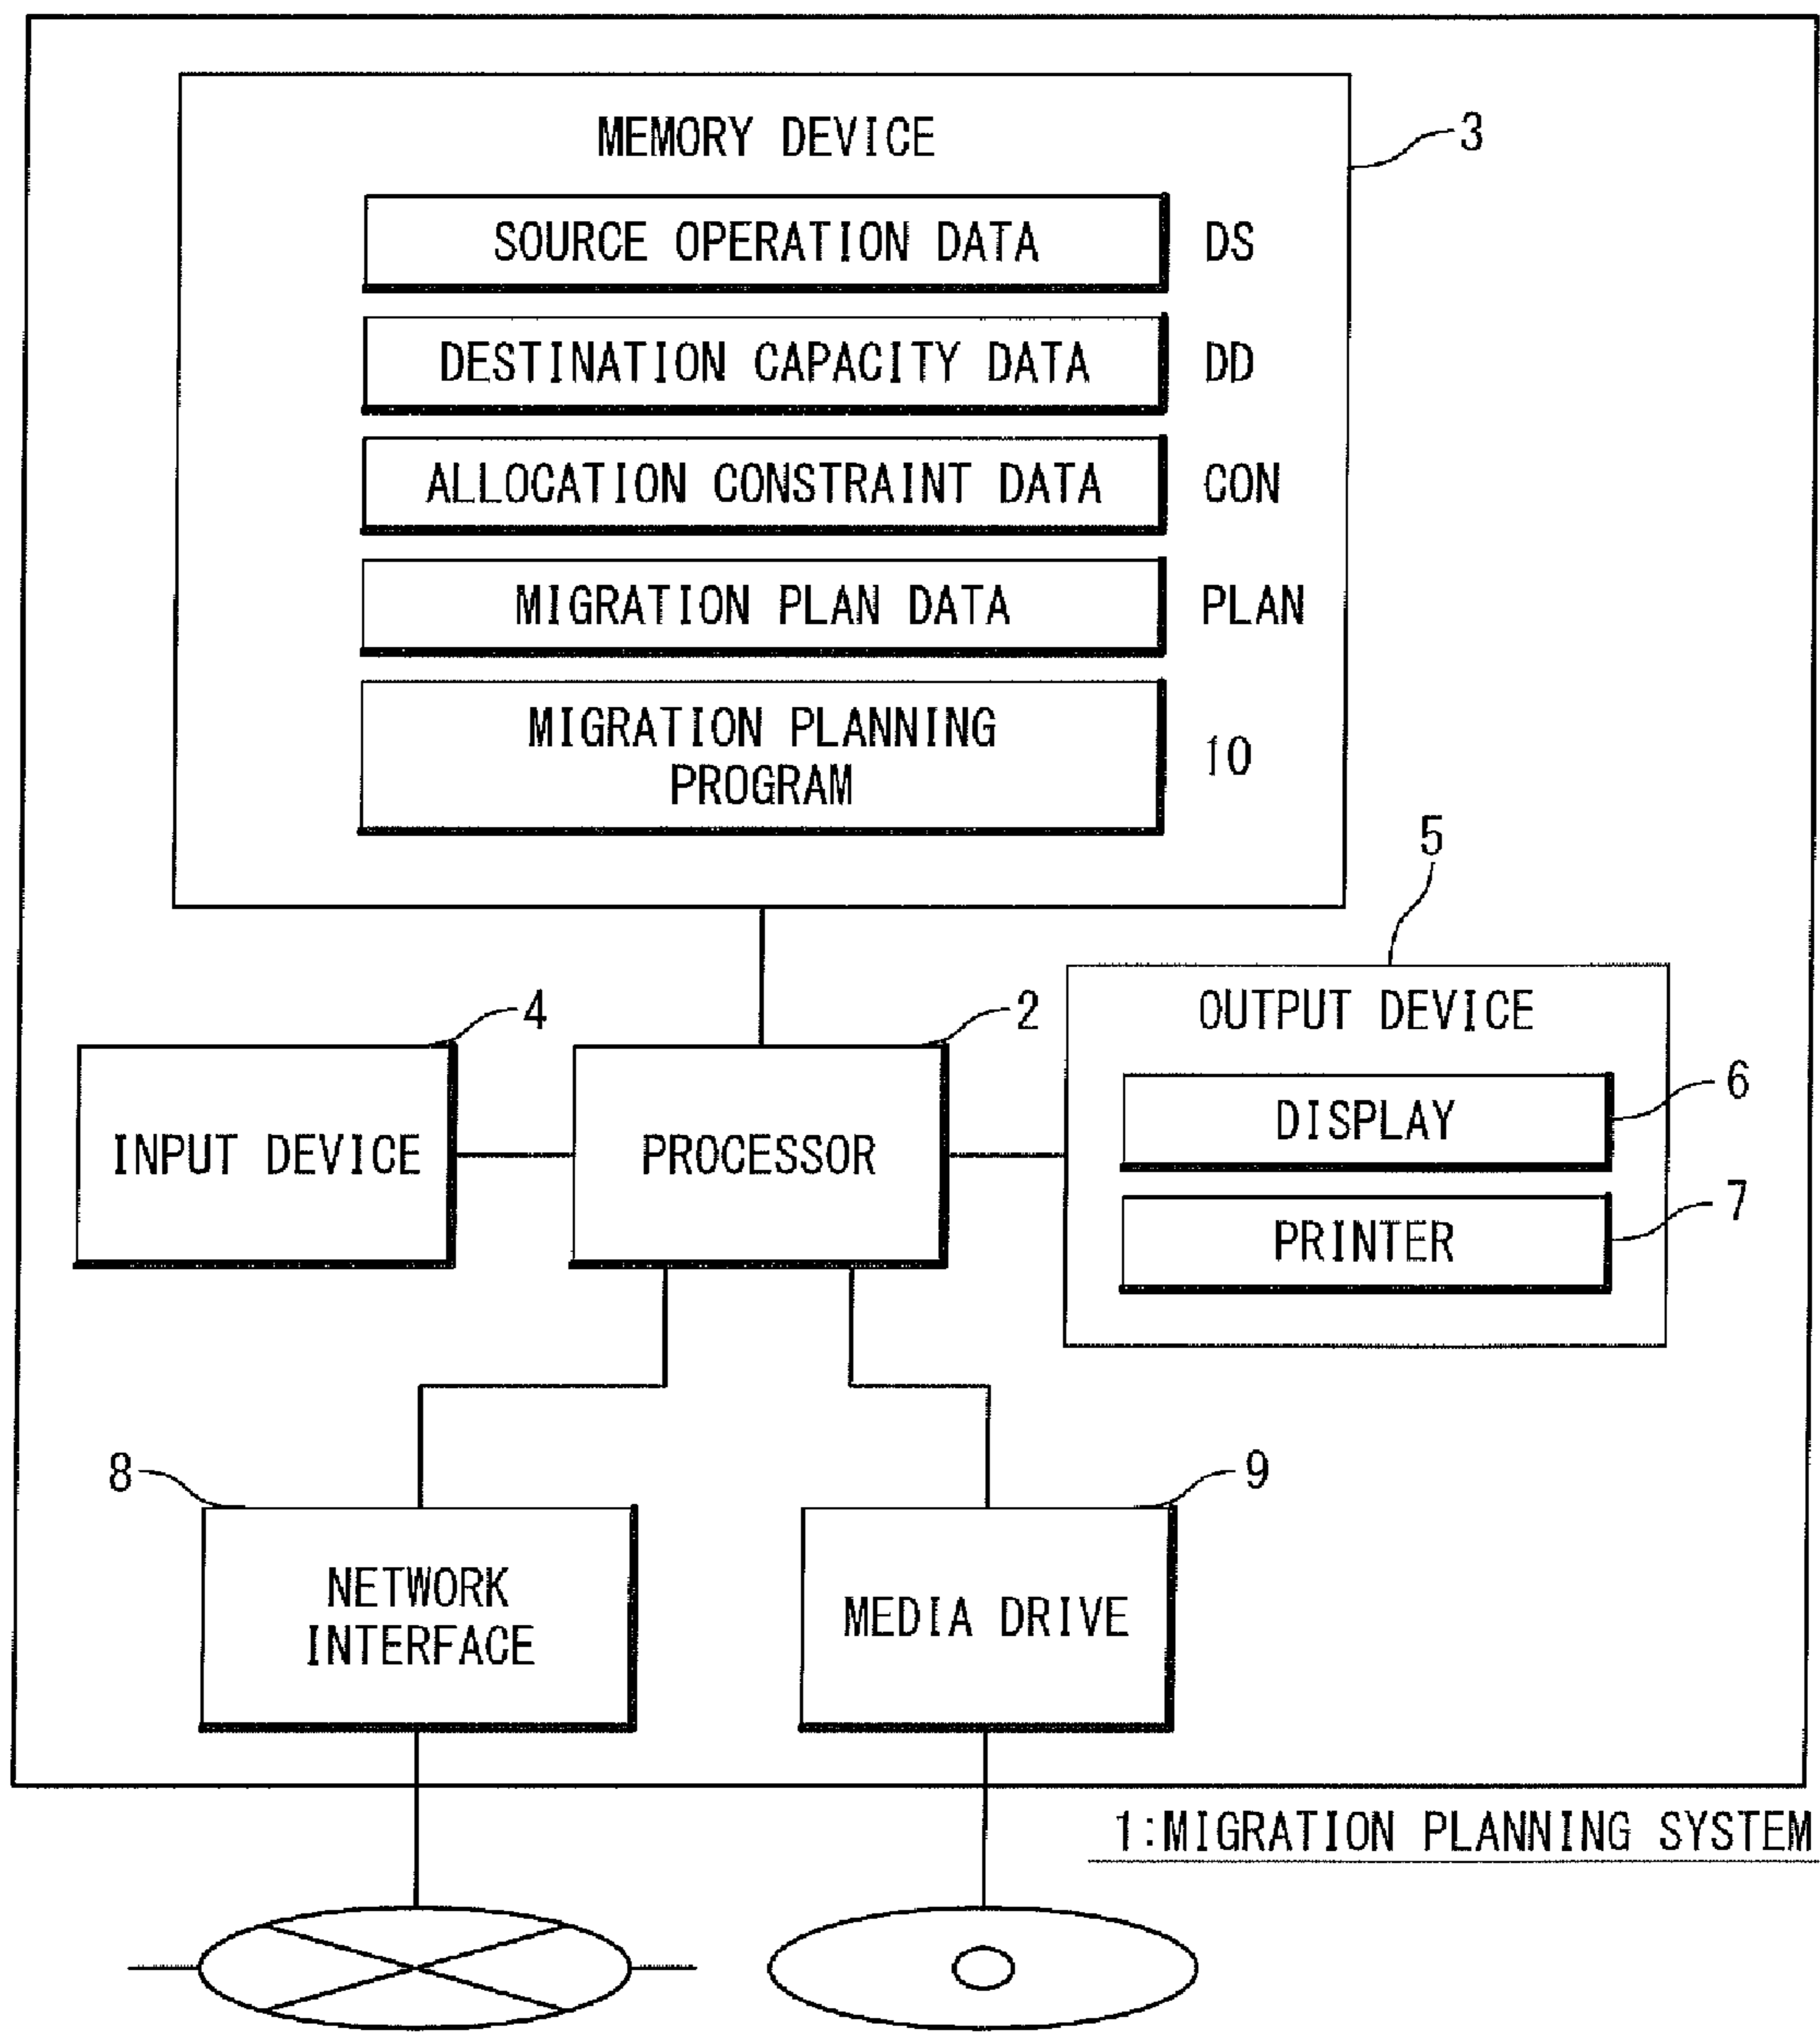 MEMORY DEVICE
3
SOURCE OPERATION DATA
DS
DESTINATION CAPACITY DATA
DD
ALLOCATION CONSTRAINT DATA
CON
MIGRATION PLAN DATA
PLAN
MIGRATION PLANNING
PROGRAM
10
5
OUTPUT DEVICE
4
2
DISPLAY
6
INPUT DEVICE
PROCESSOR
PRINTER
7
8
9
NETWORK
INTERFACE
MEDIA DRIVE
1:MIGRATION PLANNING SYSTEM